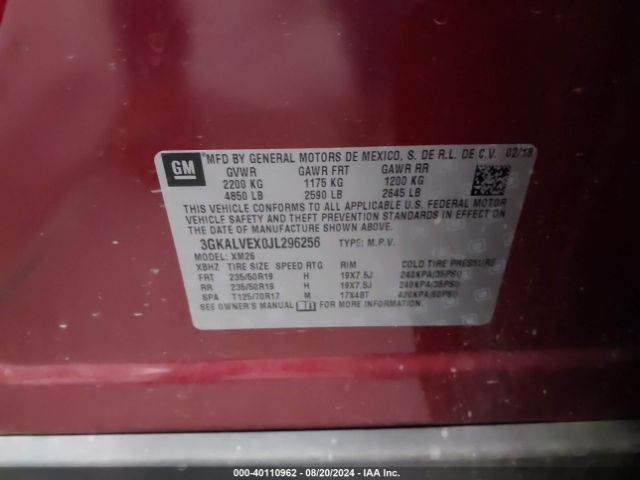 GM
MFD BY GENERAL MOTORS DE MEXICO, S. DE R.L. DE C.V. 02/18
GVWR GAWR FRT GAWR RR
2200 KG 1175 KG 1200 KG
4850 LB 2590 LB 2645 LB
THIS VEHICLE CONFORMS TO ALL APPLICABLE U.S. FEDERAL MOTOR
VEHICLE SAFETY AND THEFT PREVENTION STANDARDS IN EFFECT ON
THE DATE OF MANUFACTURE SHOWN ABOVE.
3GKALVEX0JL296256 TYPE: M.P.V.
MODEL: XM26
XBHZ TIRE SIZE SPEED RTG RIM COLD TIRE PRESSURE
FRT 235/50R19 H 19X7.5J 240KPA(35PSI)
RR 235/50R19 H 19X7.5J 240KPA(35PSI)
SPA T125/70R17 M 17X4BT 420KPA(60PSI)
SEE OWNER'S MANUAL FOR MORE INFORMATION
000-40110962 - 08/20/2024 - IAA Inc.